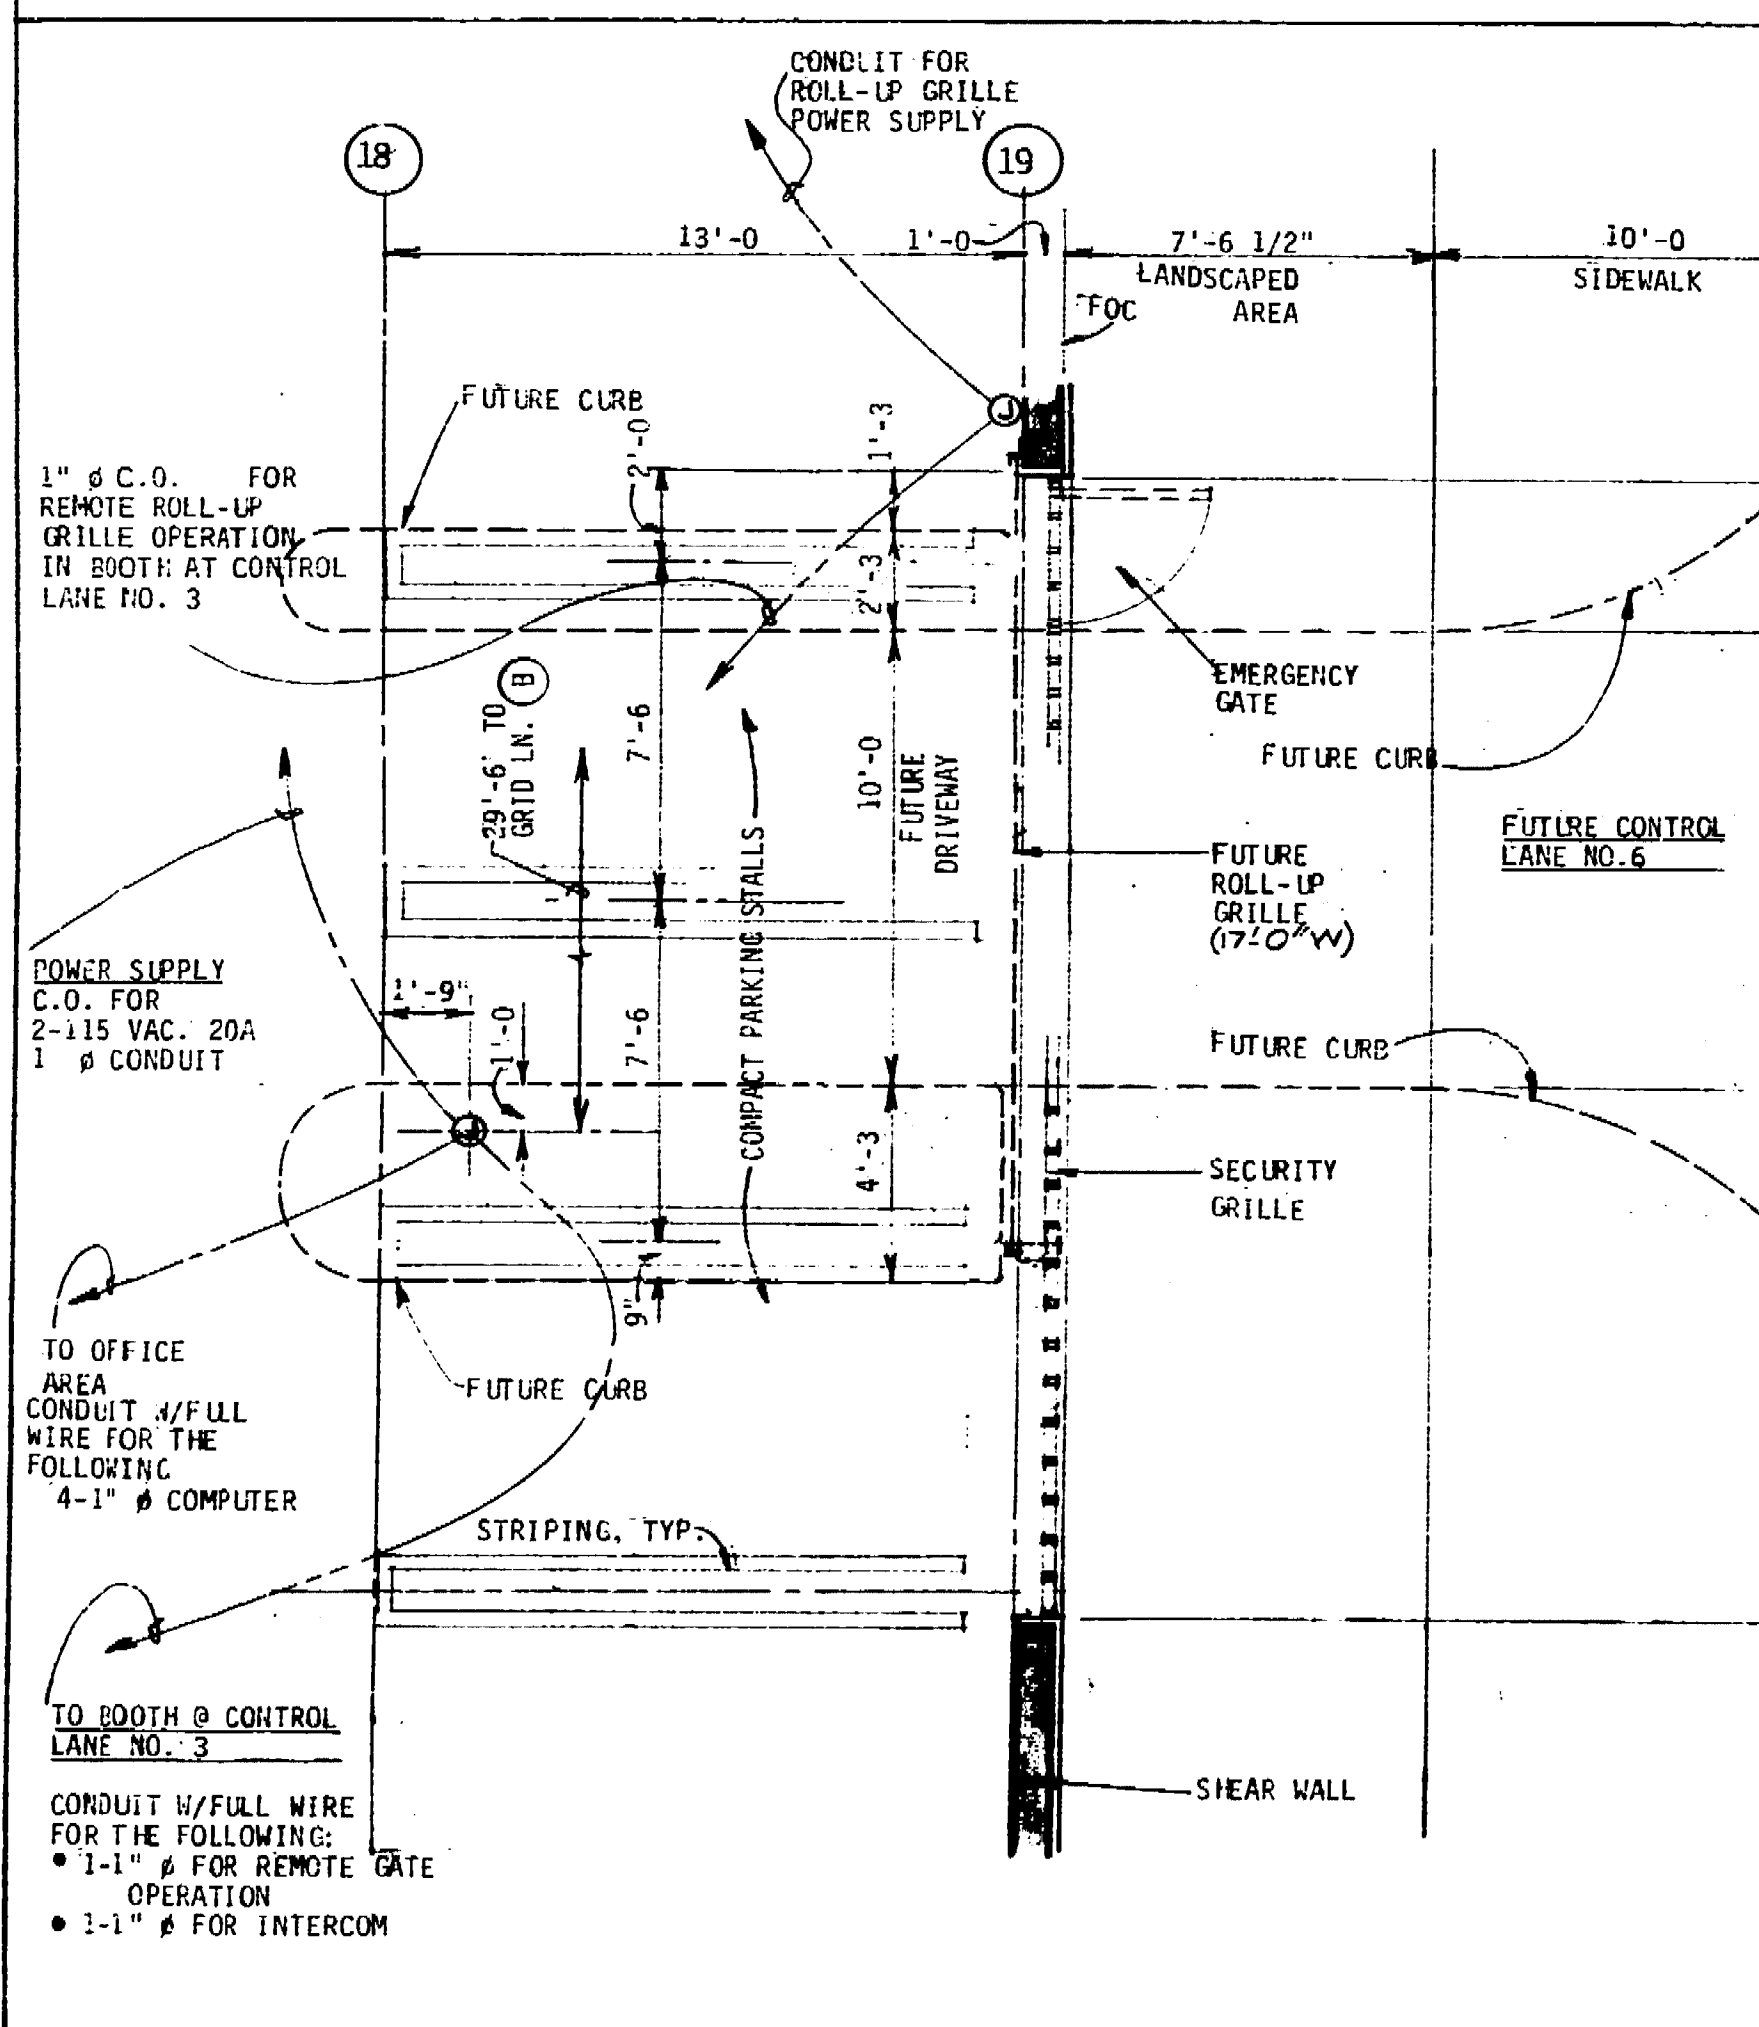 CONDUIT FOR
ROLL-UP GRILLE
POWER SUPPLY
18
19
13'-0
1'-0
7'-6 1/2"
10'-0
LANDSCAPED
AREA
SIDEWALK
FOC
FUTURE CURB
2'-0
1'-3
J
1" ø C.O. FOR
REMOTE ROLL-UP
GRILLE OPERATION
IN BOOTH AT CONTROL
LANE NO. 3
2'-3
EMERGENCY
GATE
FUTURE CURB
29'-6" TO
GRID LN. B
7'-6
10'-0
FUTURE
DRIVEWAY
COMPACT PARKING STALLS
FUTURE CONTROL
LANE NO.6
FUTURE
ROLL-UP
GRILLE
(17'-0" W)
POWER SUPPLY
C.O. FOR
2-115 VAC. 20A
1 ø CONDUIT
1'-9"
1'-0
7'-6
FUTURE CURB
4'-3
SECURITY
GRILLE
9"
TO OFFICE
AREA
CONDUIT W/FULL
WIRE FOR THE
FOLLOWING
4-1" ø COMPUTER
FUTURE CURB
STRIPING, TYP.
TO BOOTH @ CONTROL
LANE NO. 3
SHEAR WALL
CONDUIT W/FULL WIRE
FOR THE FOLLOWING:
• 1-1" ø FOR REMOTE GATE
OPERATION
• 1-1" ø FOR INTERCOM